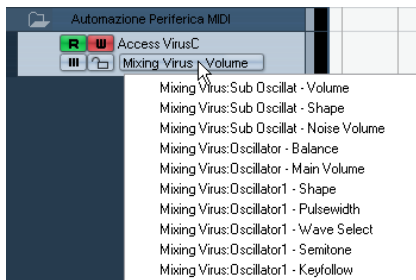 Automazione Periferica MIDI
R W Access VirusC
Mixing Virus - Volume
Mixing Virus:Sub Oscillat - Volume
Mixing Virus:Sub Oscillat - Shape
Mixing Virus:Sub Oscillat - Noise Volume
Mixing Virus:Oscillator - Balance
Mixing Virus:Oscillator - Main Volume
Mixing Virus:Oscillator1 - Shape
Mixing Virus:Oscillator1 - Pulsewidth
Mixing Virus:Oscillator1 - Wave Select
Mixing Virus:Oscillator1 - Semitone
Mixing Virus:Oscillator1 - Keyfollow